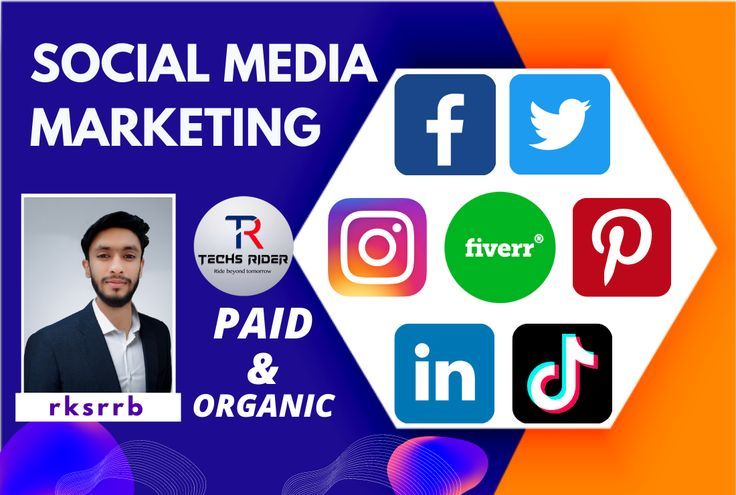 SOCIAL MEDIA
MARKETING
TR
TECHS RIDER
Ride beyond tomorrow
rksrrb
PAID
&
ORGANIC
f
fiverr®
in